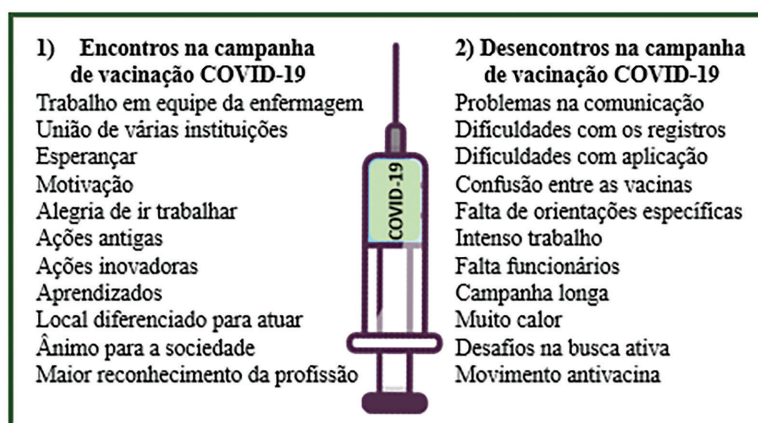 1) Encontros na campanha
de vacinação COVID-19
Trabalho em equipe da enfermagem
União de várias instituições
Esperançar
Motivação
Alegria de ir trabalhar
Ações antigas
Ações inovadoras
Aprendizados
Local diferenciado para atuar
Ânimo para a sociedade
Maior reconhecimento da profissão
COVID-19
2) Desencontros na campanha
de vacinação COVID-19
Problemas na comunicação
Dificuldades com os registros
Dificuldades com aplicação
Confusão entre as vacinas
Falta de orientações específicas
Intenso trabalho
Falta funcionários
Campanha longa
Muito calor
Desafios na busca ativa
Movimento antivacina